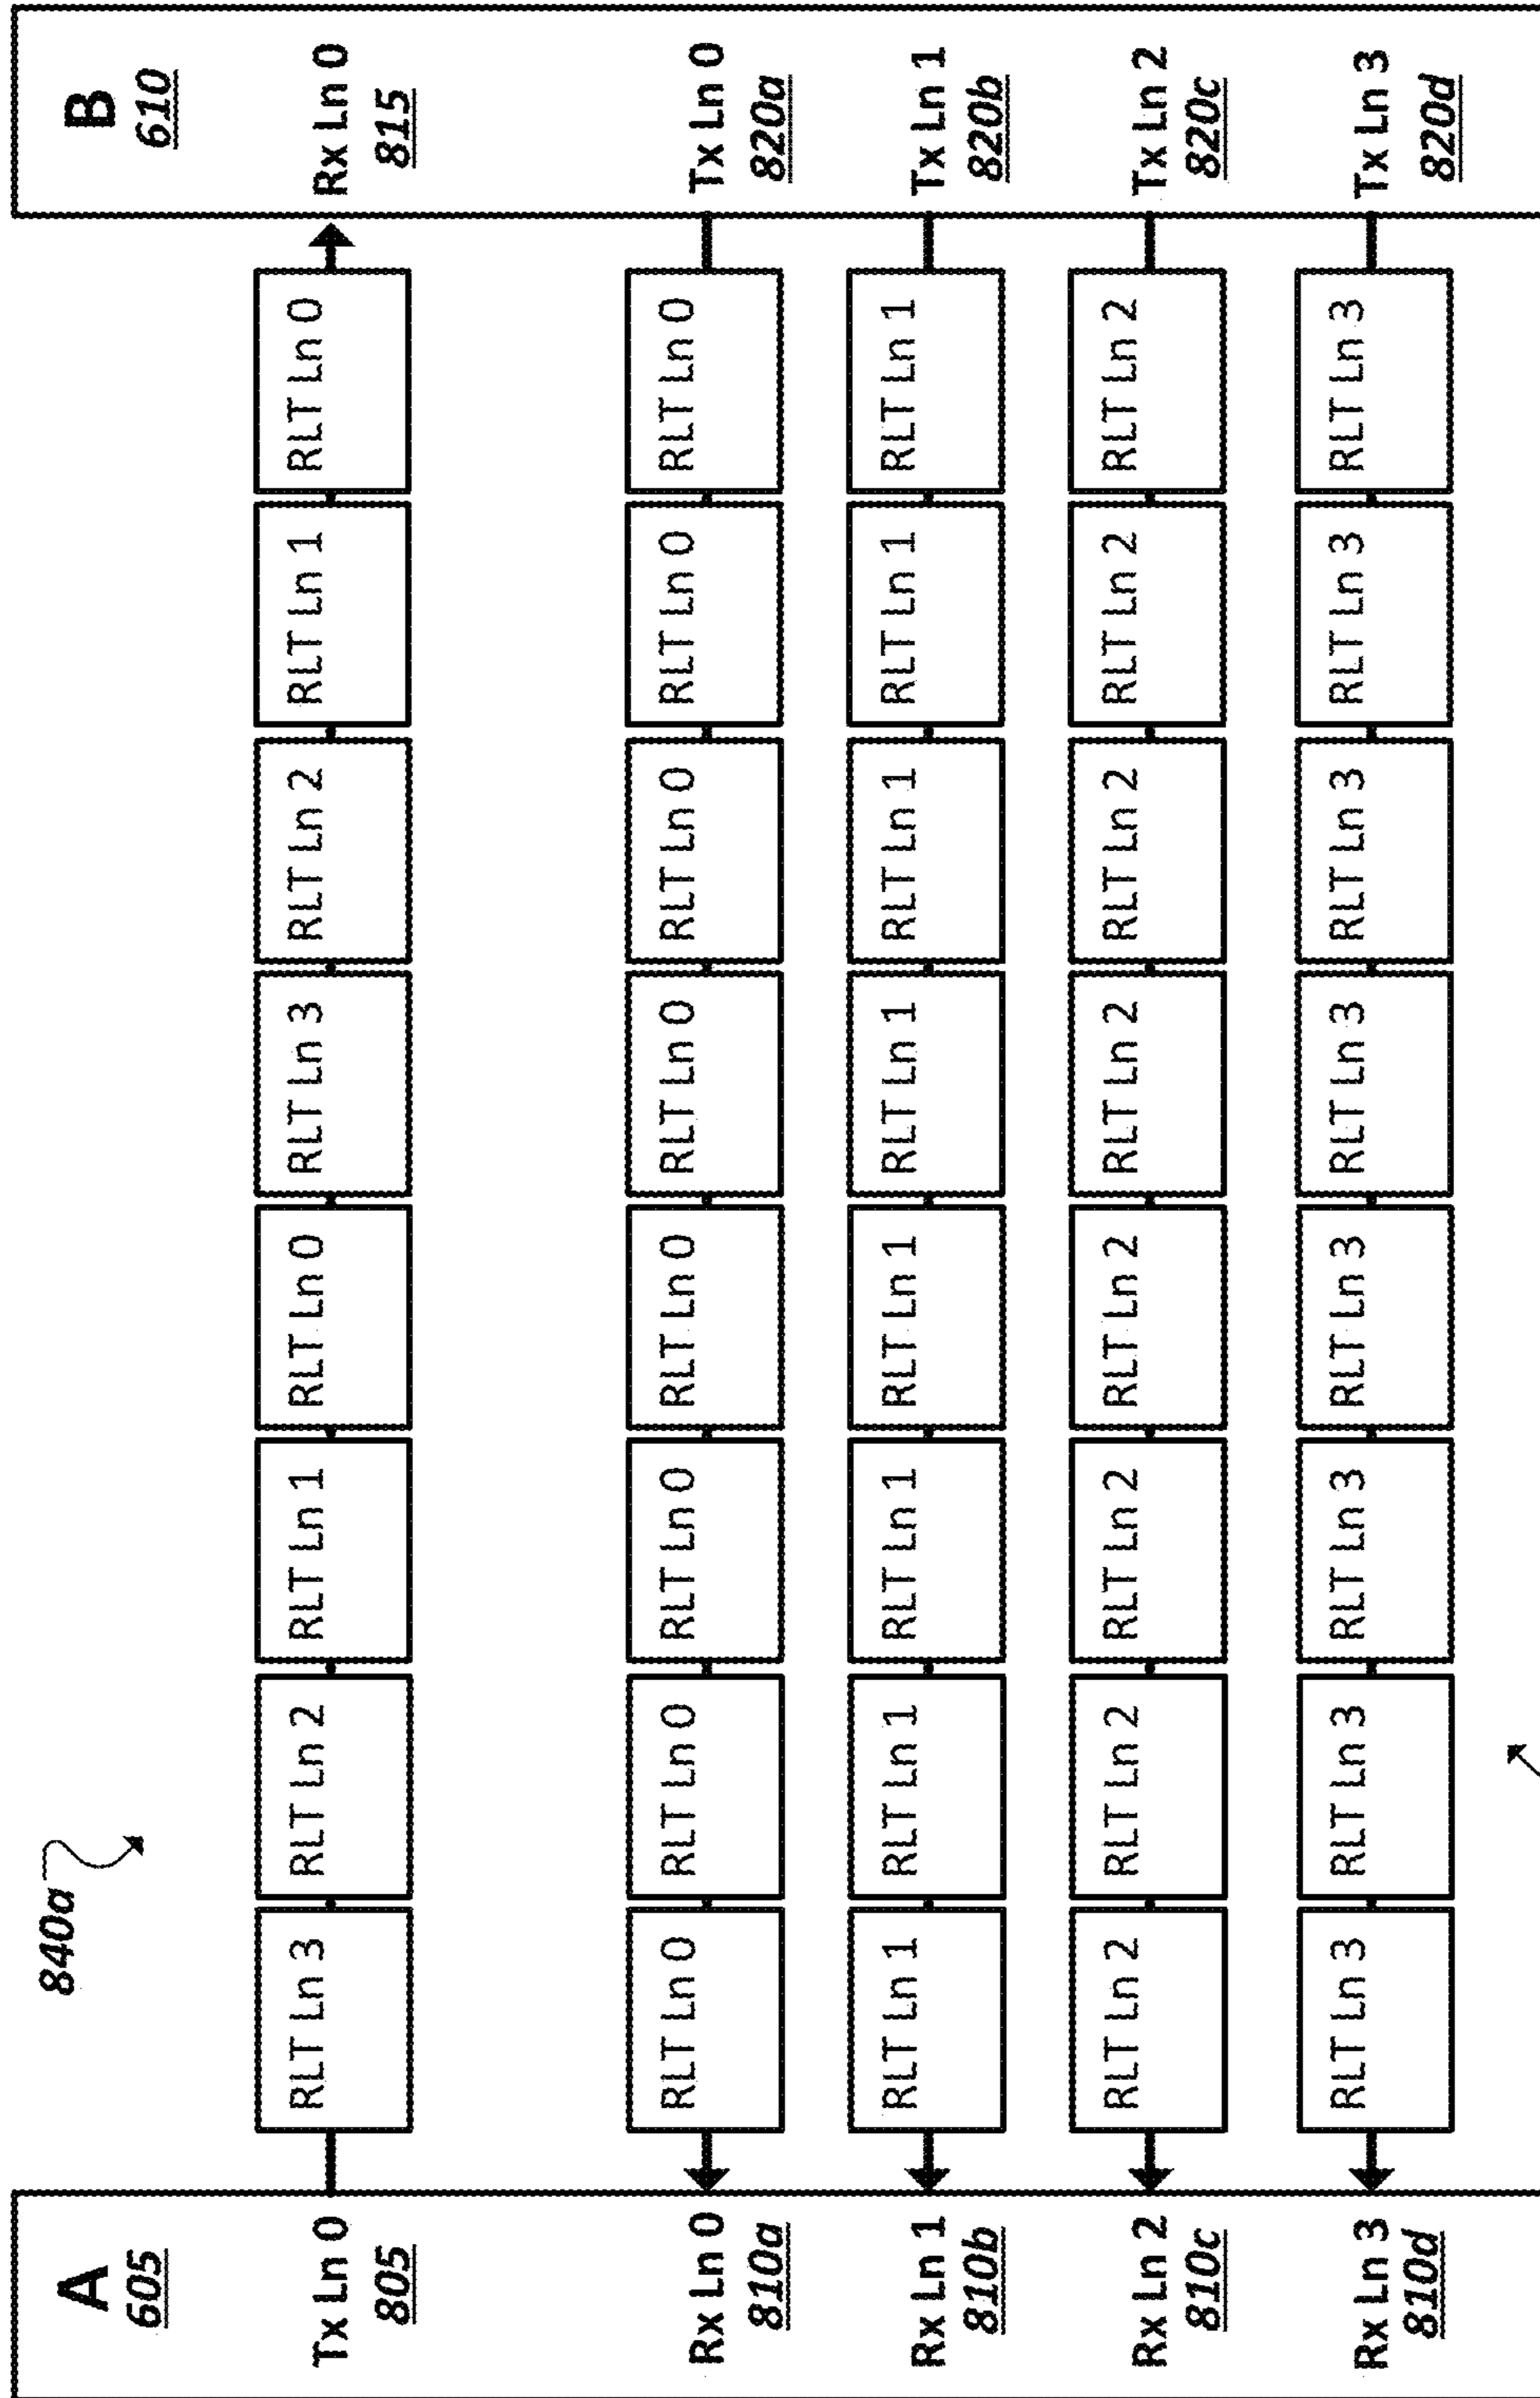 840a
A B
605 610
Tx Ln 0 RLT Ln 3 RLT Ln 2 RLT Ln 1 RLT Ln 0 RLT Ln 3 RLT Ln 2 RLT Ln 1 RLT Ln 0 Rx Ln 0
805 815
Rx Ln 0 RLT Ln 0 RLT Ln 0 RLT Ln 0 RLT Ln 0 RLT Ln 0 RLT Ln 0 RLT Ln 0 RLT Ln 0 Tx Ln 0
810a 820a
Rx Ln 1 RLT Ln 1 RLT Ln 1 RLT Ln 1 RLT Ln 1 RLT Ln 1 RLT Ln 1 RLT Ln 1 RLT Ln 1 Tx Ln 1
810b 820b
Rx Ln 2 RLT Ln 2 RLT Ln 2 RLT Ln 2 RLT Ln 2 RLT Ln 2 RLT Ln 2 RLT Ln 2 RLT Ln 2 Tx Ln 2
810c 820c
Rx Ln 3 RLT Ln 3 RLT Ln 3 RLT Ln 3 RLT Ln 3 RLT Ln 3 RLT Ln 3 RLT Ln 3 RLT Ln 3 Tx Ln 3
810d 820d